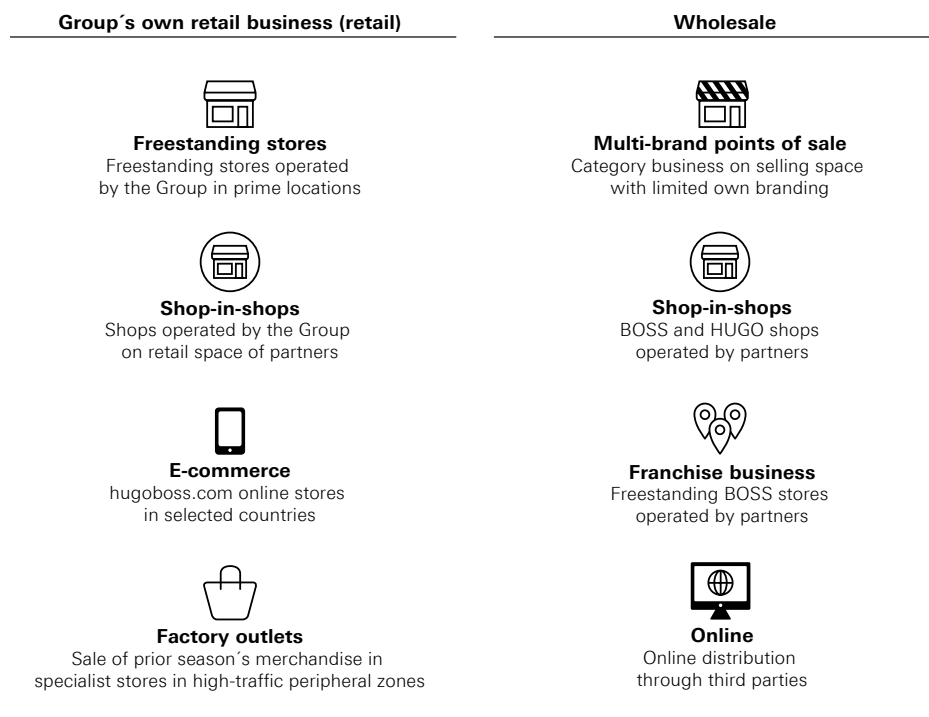 Group´s own retail business (retail)
Freestanding stores
Freestanding stores operated
by the Group in prime locations
Shop-in-shops
Shops operated by the Group
on retail space of partners
E-commerce
hugoboss.com online stores
in selected countries
Factory outlets
Sale of prior season´s merchandise in
specialist stores in high-traffic peripheral zones
Wholesale
Multi-brand points of sale
Category business on selling space
with limited own branding
Shop-in-shops
BOSS and HUGO shops
operated by partners
Franchise business
Freestanding BOSS stores
operated by partners
Online
Online distribution
through third parties